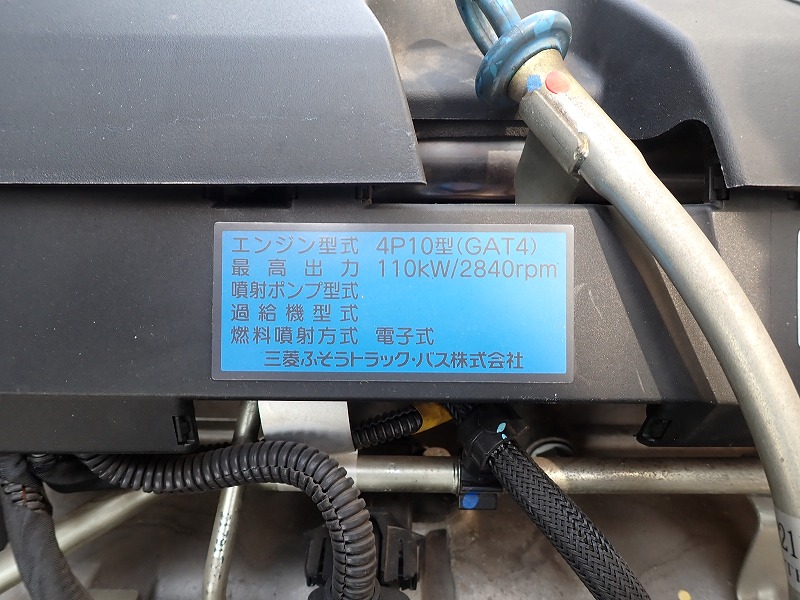 エンジン型式 4P10型(GAT4)
最高出力 110kW/2840rpm
噴射ポンプ型式
過給機型式
燃料噴射方式 電子式
三菱ふそうトラック・バス株式会社
21